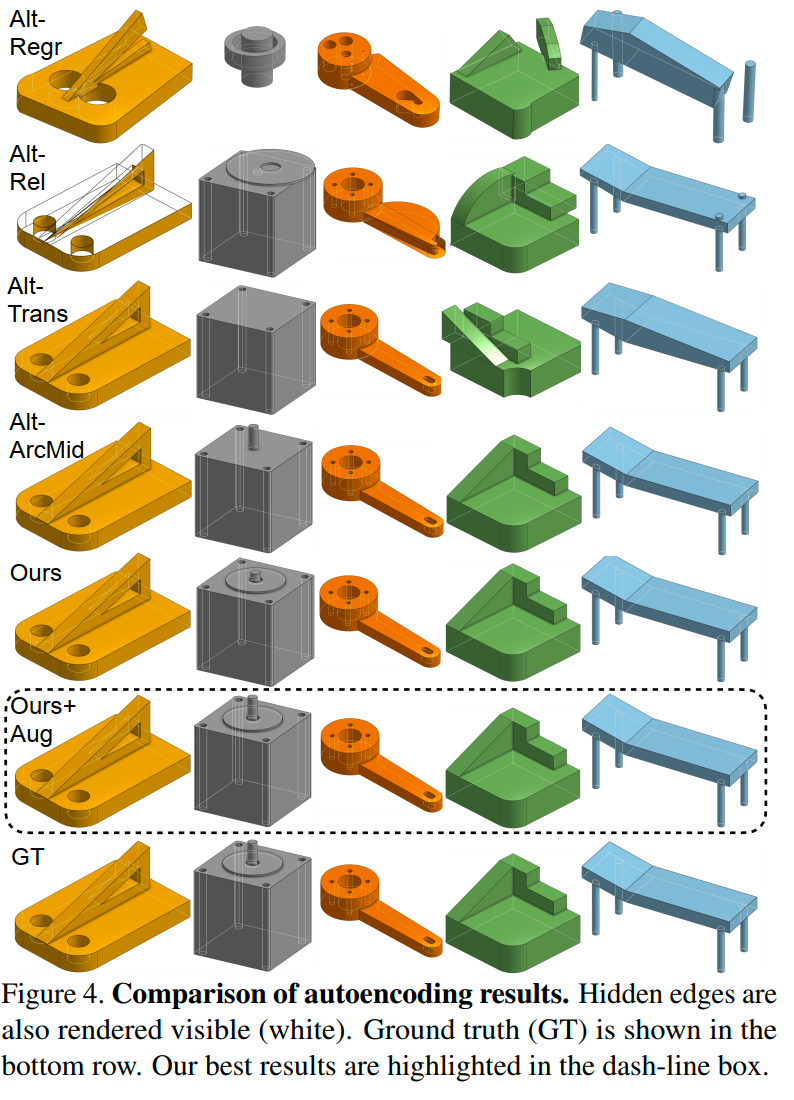 Alt-
Regr
Alt-
Rel
Alt-
Trans
Alt-
ArcMid
Ours
Ours+
Aug
GT
Figure 4. Comparison of autoencoding results. Hidden edges are
also rendered visible (white). Ground truth (GT) is shown in the
bottom row. Our best results are highlighted in the dash-line box.